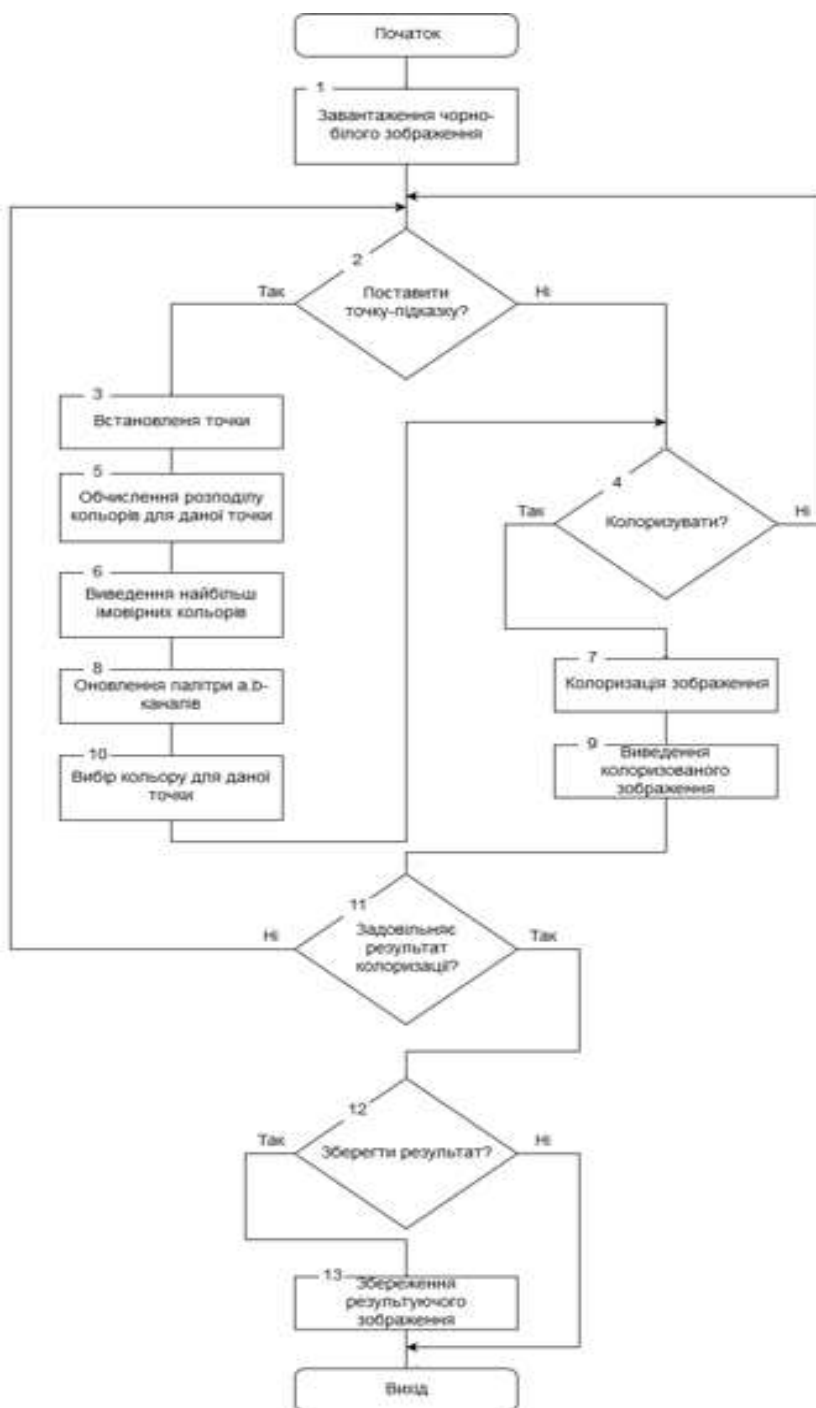 Початок
1
Завантаження чорно-
білого зображення
2
Так
Поставити
точку-підказку?
Ні
3
Встановленя точки
5
Обчислення розподілу
кольорів для даної точки
6
Виведення найбільш
імовірних кольорів
8
Оновлення палітри a,b-
каналів
10
Вибір кольору для даної
точки
4
Так
Колоризувати?
Ні
7
Колоризація зображення
9
Виведення
колоризованого
зображення
11
Ні
Задовільняє
результат
колоризації?
Так
12
Так
Зберегти результат?
Ні
13
Збереження
результуючого
зображення
Вихід